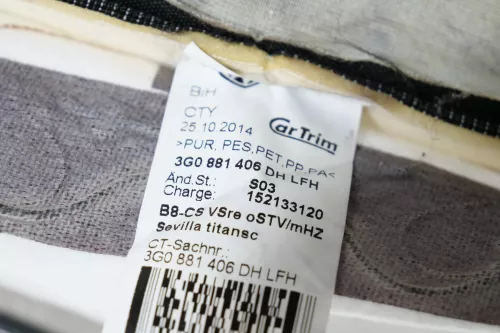 BiH
CTY
25.10.2014
CarTrim
>PUR, PES,PET,PP,PA<
3G0 881 406 DH LFH
Änd.St.: S03
Charge: 152133120
B8-CS VSre oSTV/mHZ
Sevilla titansc
CT-Sachnr.:
3G0 881 406 DH LFH